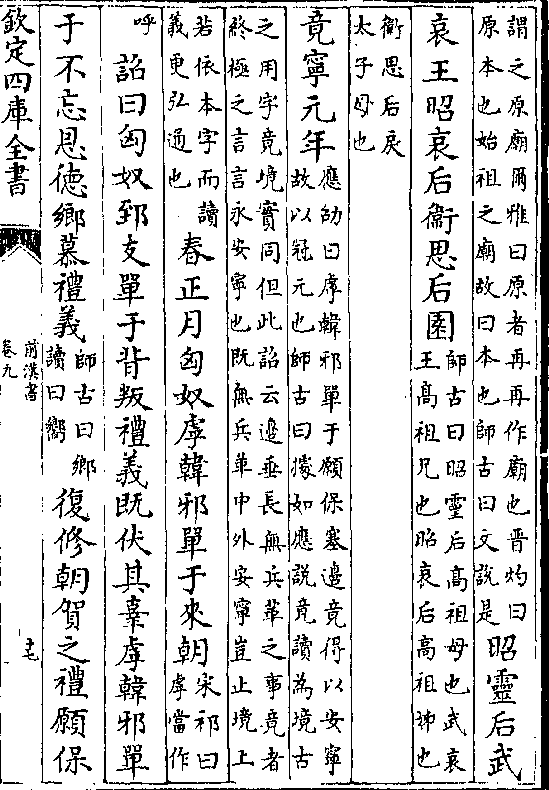 謂之原廟爾雅曰原者再再作廟也晋灼曰
原本也始祖之廟故曰本也師古曰文説是
昭靈后武
哀王昭哀后衞思后園
師古曰昭靈后髙祖母也武哀
王髙祖兄也昭哀后高祖姊也
衞思后戾
太子母也
竟寧元年
應劭曰虖韓邪單于願保塞邉竟得以安寧
故以冠元也師古曰據如應説竟讀為境古
之用字竟境實同但此詔云邉垂長無兵革之事竟者
終極之言言永安寧也既無兵革中外安寧豈止境上
若依本字而讀
義更弘通也
春正月匈奴虖韓邪單于來朝
宋祁曰
虖當作
呼
詔曰匈奴郅支單于背叛禮義既伏其辜虖韓邪單
于不忘恩德鄉慕禮義
師古曰鄉
讀曰嚮
復修朝賀之禮願保
欽定四庫全書
前漢書
卷九
十七